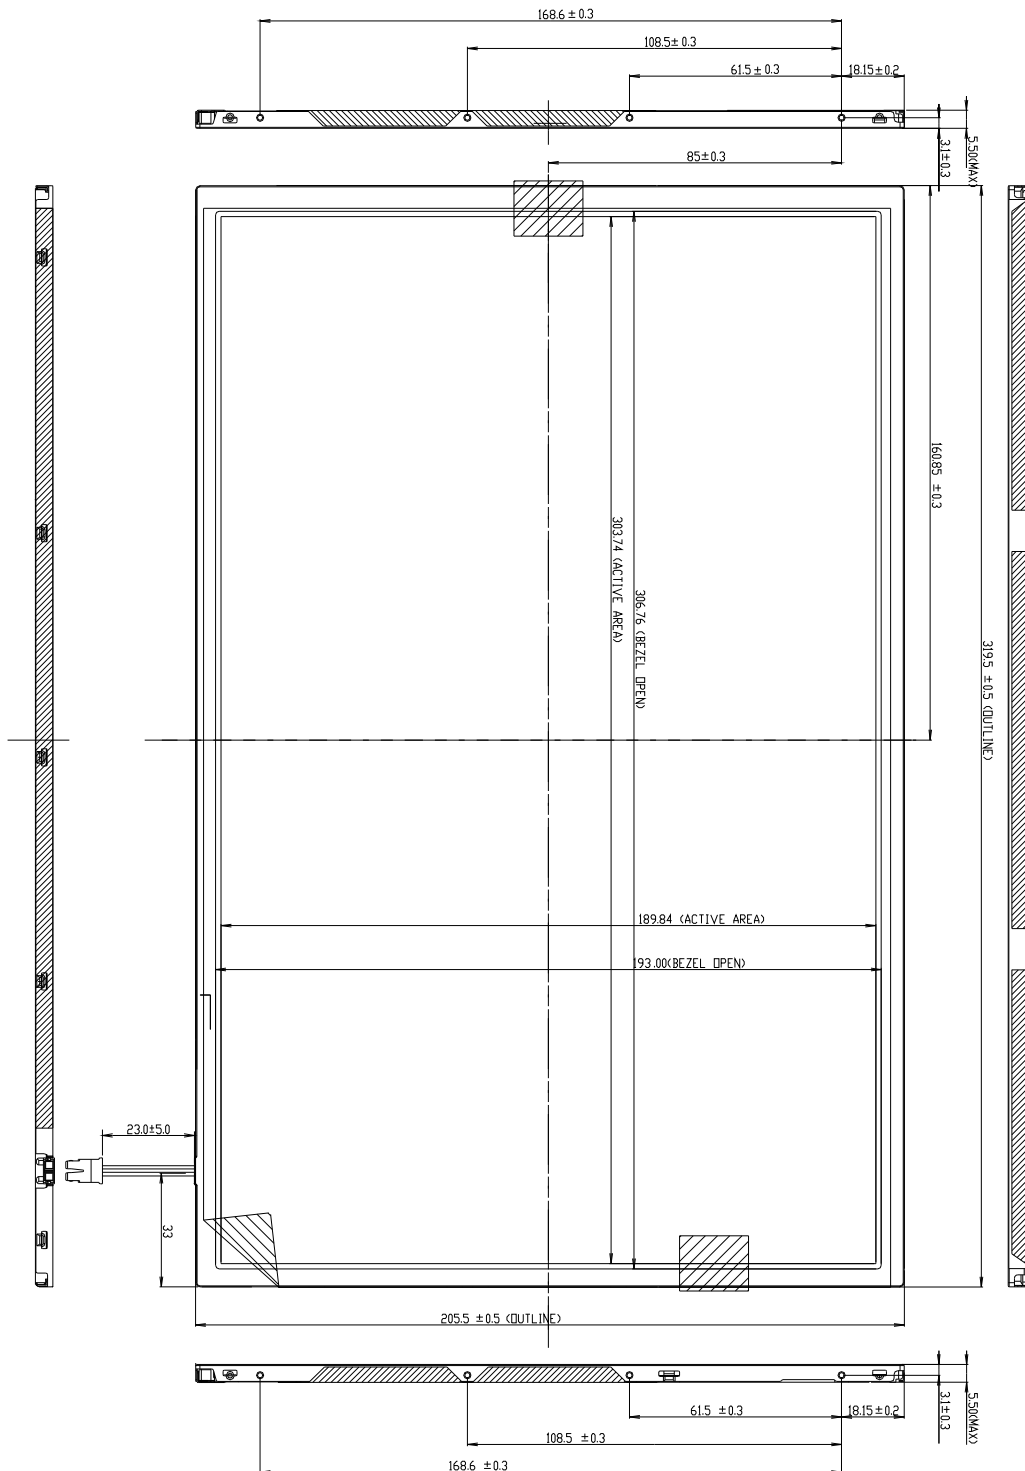 168.6 ± 0.3
108.5± 0.3
61.5 ± 0.3
18.15±0.2
3.1±0.3
5.50(MAX)
85±0.3
160.85 ±0.3
319.5 ±0.5 (OUTLINE)
303.74 (ACTIVE AREA)
306.76 (BEZEL OPEN)
189.84 (ACTIVE AREA)
193.00(BEZEL OPEN)
23.0±5.0
33
205.5 ±0.5 (OUTLINE)
61.5 ±0.3
18.15±0.2
3.1±0.3
5.50(MAX)
108.5 ±0.3
168.6 ±0.3